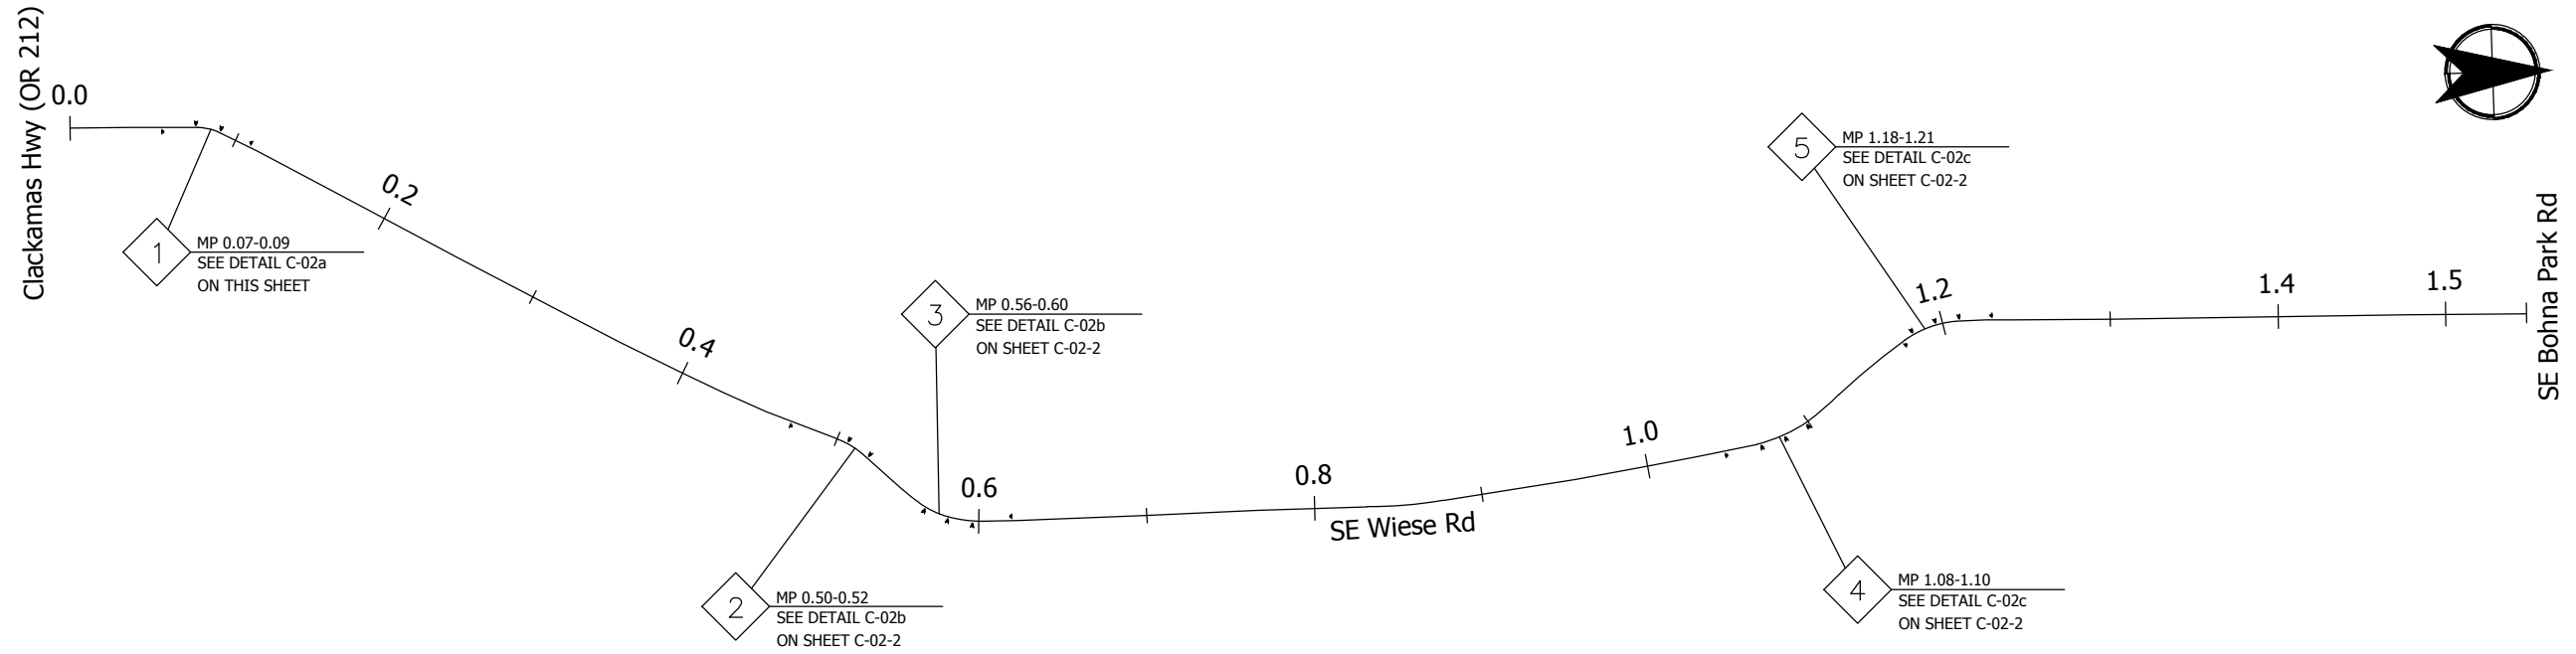 Clackamas Hwy (OR 212)
0.0
1
MP 0.07-0.09
SEE DETAIL C-02a
ON THIS SHEET
0.2
0.4
2
MP 0.50-0.52
SEE DETAIL C-02b
ON SHEET C-02-2
3
MP 0.56-0.60
SEE DETAIL C-02b
ON SHEET C-02-2
0.6
0.8
SE Wiese Rd
1.0
4
MP 1.08-1.10
SEE DETAIL C-02c
ON SHEET C-02-2
5
MP 1.18-1.21
SEE DETAIL C-02c
ON SHEET C-02-2
1.2
1.4
1.5
SE Bohna Park Rd